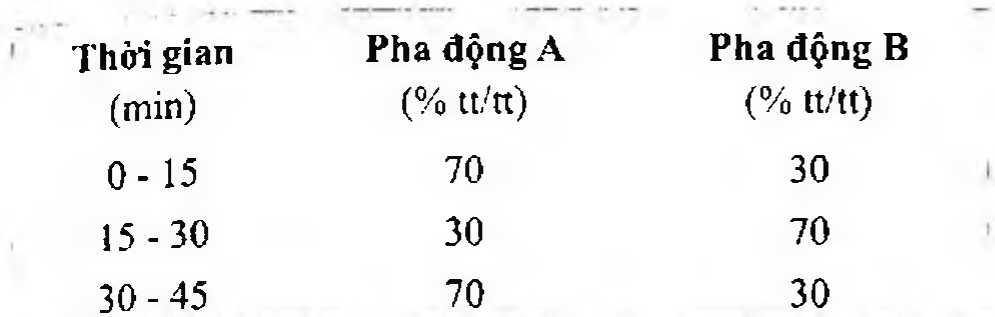 Thời gian Pha động A Pha động B
(min) (% tt/tt) (% tt/tt)
0 - 15 70 30
15 - 30 30 70
30 - 45 70 30